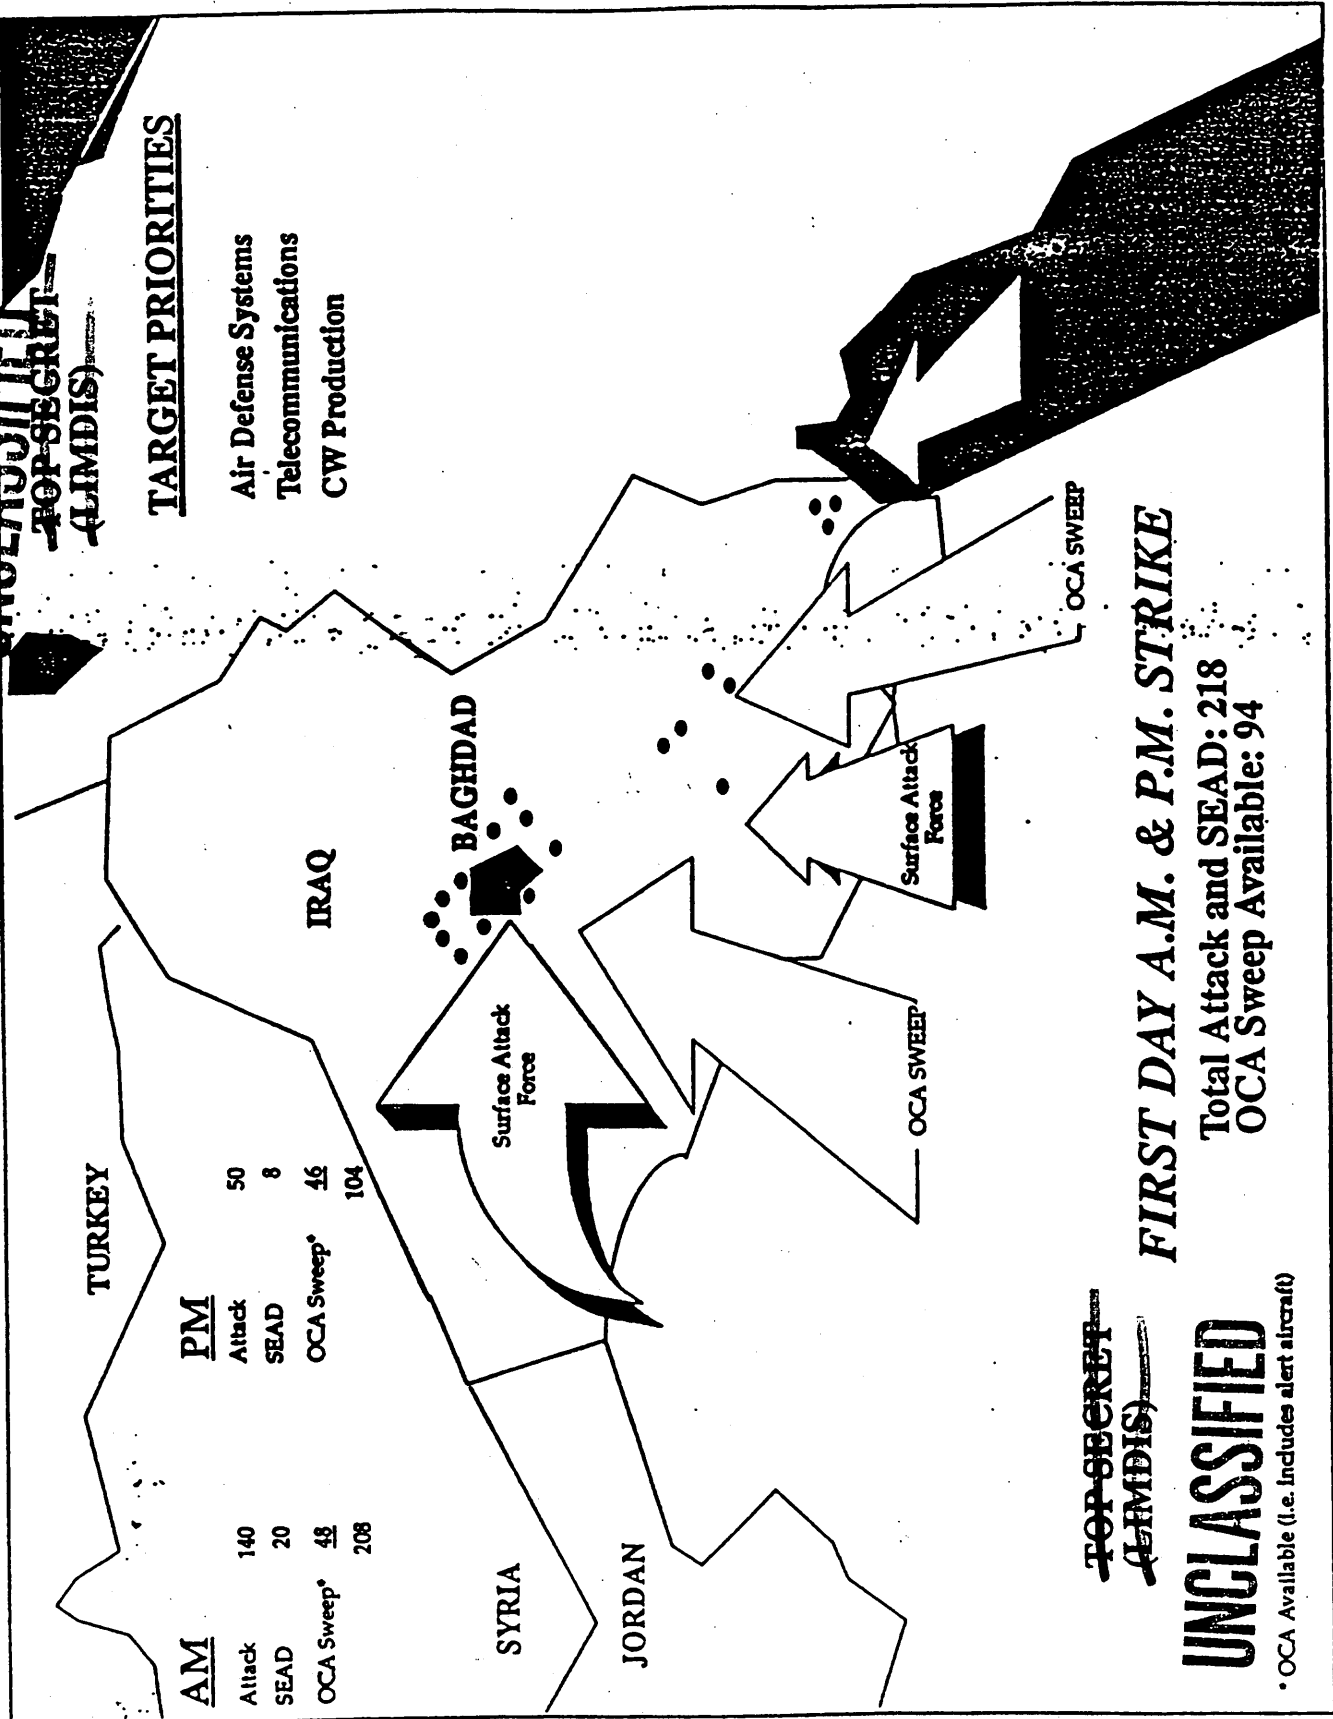 UNCLASSIFIED
TOP SECRET
(LIMDIS)
AM
Attack 140
SEAD 20
OCA Sweep* 48
208
PM
Attack 50
SEAD 8
OCA Sweep* 46
104
TURKEY
TARGET PRIORITIES
Air Defense Systems
Telecommunications
CW Production
IRAQ
BAGHDAD
SYRIA
JORDAN
Surface Attack
Force
Surface Attack
Force
OCA SWEEP
OCA SWEEP
TOP SECRET
(LIMDIS)
FIRST DAY A.M. & P.M. STRIKE
Total Attack and SEAD: 218
OCA Sweep Available: 94
UNCLASSIFIED
* OCA Available (I.e. Includes alert aircraft)